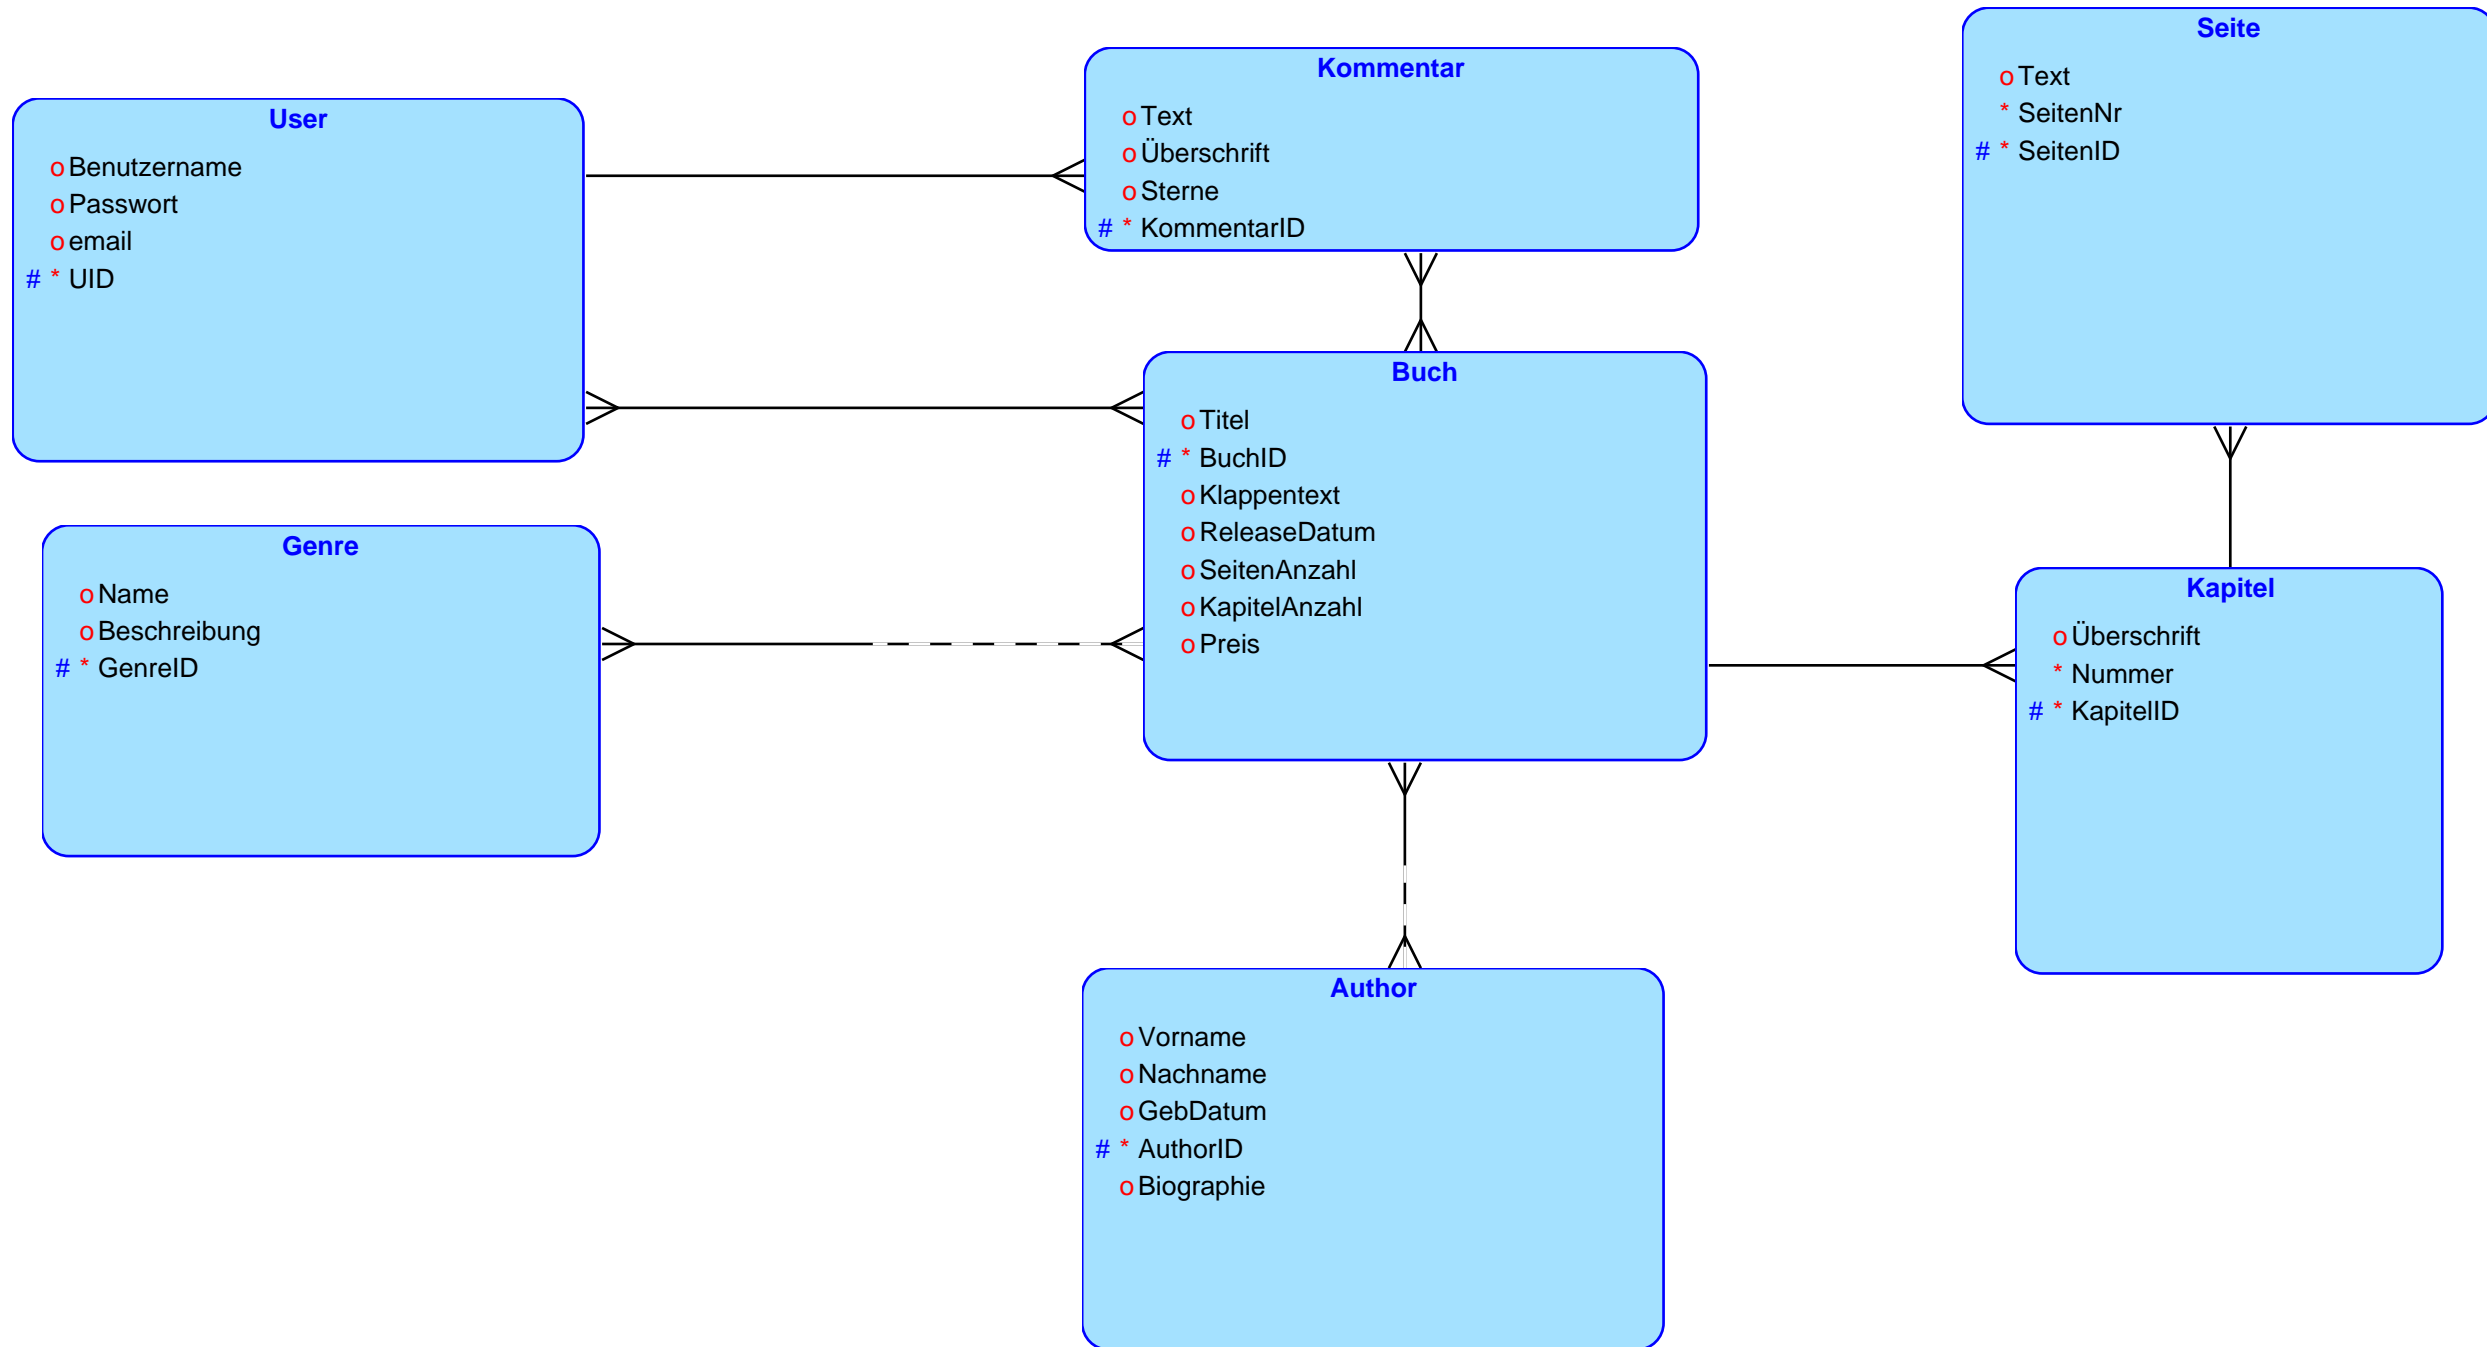 User
o Benutzername
o Passwort
o email
# * UID
Kommentar
o Text
o Überschrift
o Sterne
# * KommentarID
Seite
o Text
* SeitenNr
# * SeitenID
Buch
o Titel
# * BuchID
o Klappentext
o ReleaseDatum
o SeitenAnzahl
o KapitelAnzahl
o Preis
Genre
o Name
o Beschreibung
# * GenreID
Kapitel
o Überschrift
* Nummer
# * KapitelID
Author
o Vorname
o Nachname
o GebDatum
# * AuthorID
o Biographie